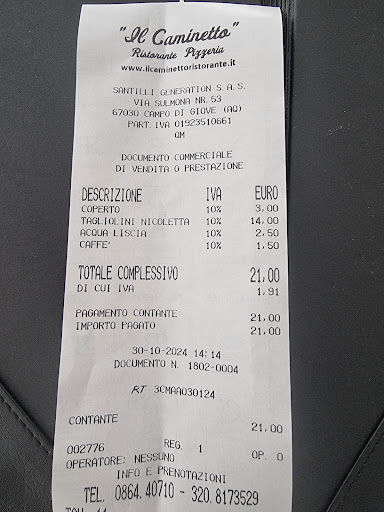 "Il Caminetto"
Ristorante Pizzeria
www.ilcaminettoristorante.it
SANTILLI GENERATION S.A.S.
VIA SULMONA NR.53
67030 CAMPO DI GIOVE (AQ)
PART.IVA 01923510661
QM
DOCUMENTO COMMERCIALE
DI VENDITA O PRESTAZIONE
DESCRIZIONE IVA EURO
COPERTO 10% 3,00
TAGLIOLINI NICOLETTA 10% 14,00
ACQUA LISCIA 10% 2,50
CAFFE' 10% 1,50
TOTALE COMPLESSIVO 21,00
DI CUI IVA 1,91
PAGAMENTO CONTANTE 21,00
IMPORTO PAGATO 21,00
30-10-2024 14:14
DOCUMENTO N. 1802-0004
RT 3CMAA030124
CONTANTE 21,00
002776 REG. 1
OPERATORE: NESSUNO OP. 0
INFO E PRENOTAZIONI
TEL. 0864.40710 - 320.8173529